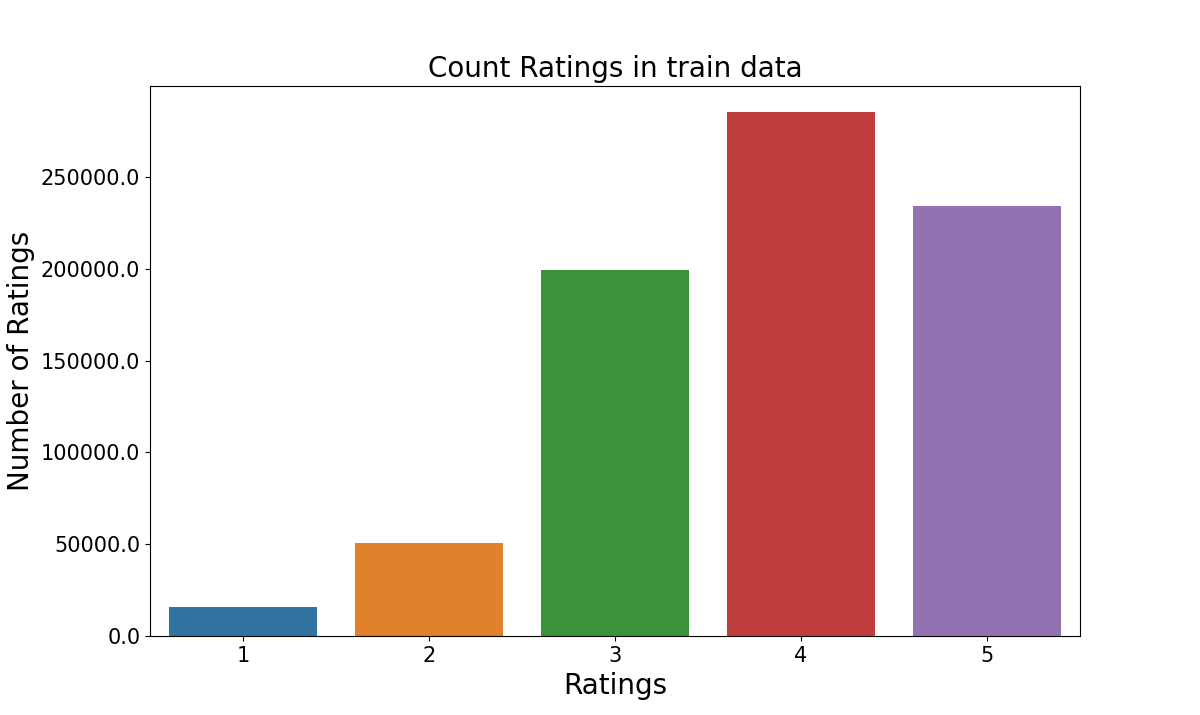 Count Ratings in train data
Number of Ratings
250000.0
200000.0
150000.0
100000.0
50000.0
0.0
1 2 3 4 5
Ratings